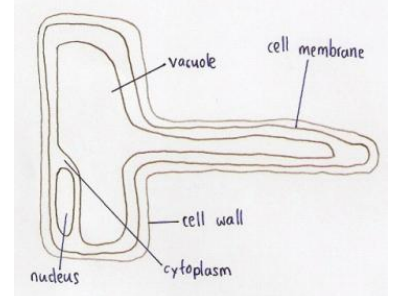 cell membrane
vacuole
cell wall
cytoplasm
nucleus